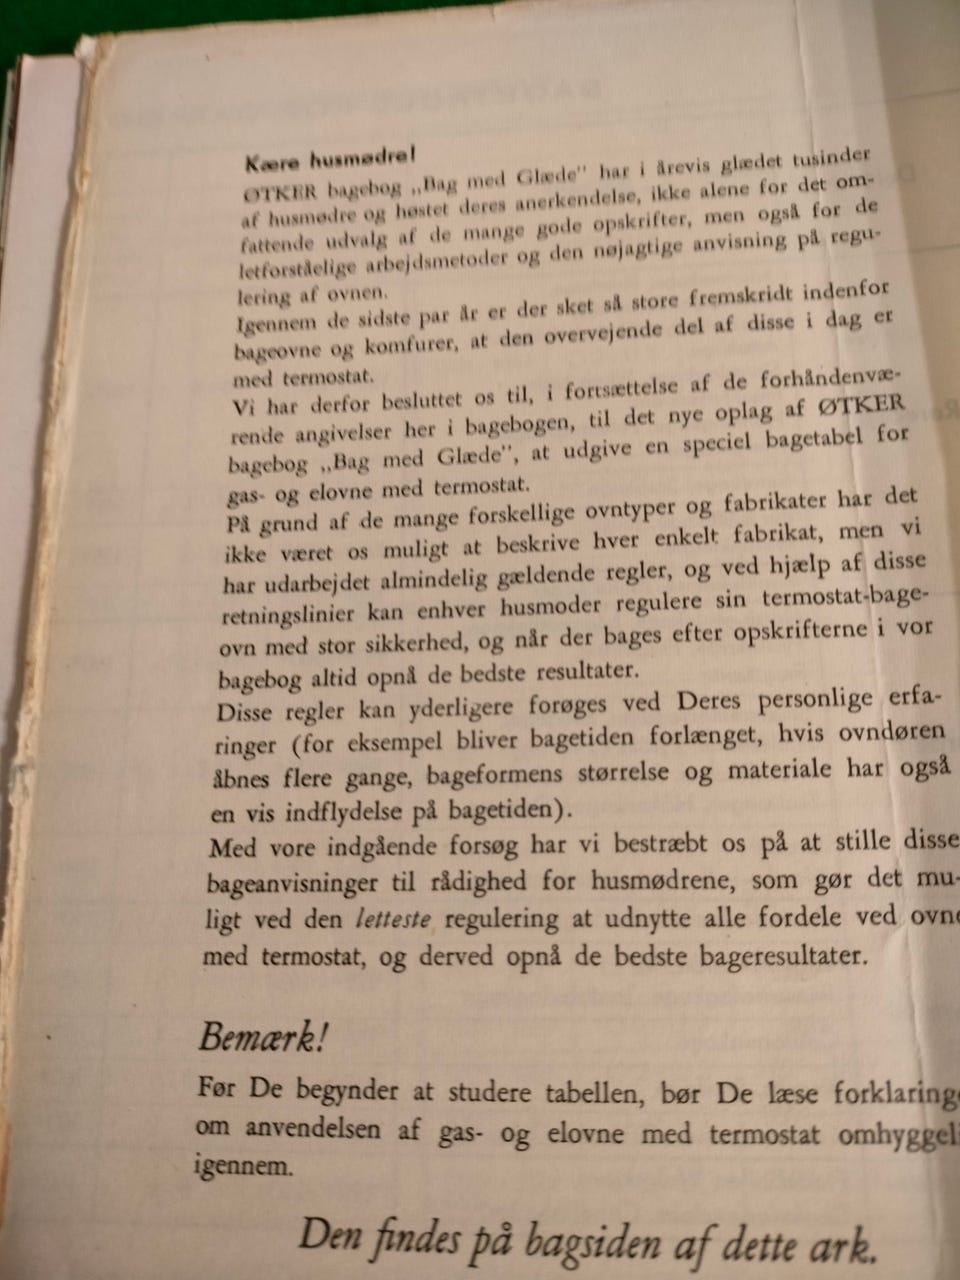 Kære husmødre!
ØTKER bagebog „Bag med Glæde” har i årevis glædet tusinder
af husmødre og høstet deres anerkendelse, ikke alene for det om-
fattende udvalg af de mange gode opskrifter, men også for de
letforståelige arbejdsmetoder og den nøjagtige anvisning på regu-
lering af ovnen.
Igennem de sidste par år er der sket så store fremskridt indenfor
bageovne og komfurer, at den overvejende del af disse i dag er
med termostat.
Vi har derfor besluttet os til, i fortsættelse af de forhåndenvæ-
rende angivelser her i bagebogen, til det nye oplag af ØTKER
bagebog „Bag med Glæde”, at udgive en speciel bagetabel for
gas- og elovne med termostat.
På grund af de mange forskellige ovntyper og fabrikater har det
ikke været os muligt at beskrive hver enkelt fabrikat, men vi
har udarbejdet almindelig gældende regler, og ved hjælp af disse
retningslinier kan enhver husmoder regulere sin termostat-bage-
ovn med stor sikkerhed, og når der bages efter opskrifterne i vor
bagebog altid opnå de bedste resultater.
Disse regler kan yderligere forøges ved Deres personlige erfa-
ringer (for eksempel bliver bagetiden forlænget, hvis ovndøren
åbnes flere gange, bageformens størrelse og materiale har også
en vis indflydelse på bagetiden).
Med vore indgående forsøg har vi bestræbt os på at stille disse
bageanvisninger til rådighed for husmødrene, som gør det mu-
ligt ved den letteste regulering at udnytte alle fordele ved ovne
med termostat, og derved opnå de bedste bageresultater.
Bemærk!
Før De begynder at studere tabellen, bør De læse forklaring
om anvendelsen af gas- og elovne med termostat omhyggeli
igennem.
Den findes på bagsiden af dette ark.